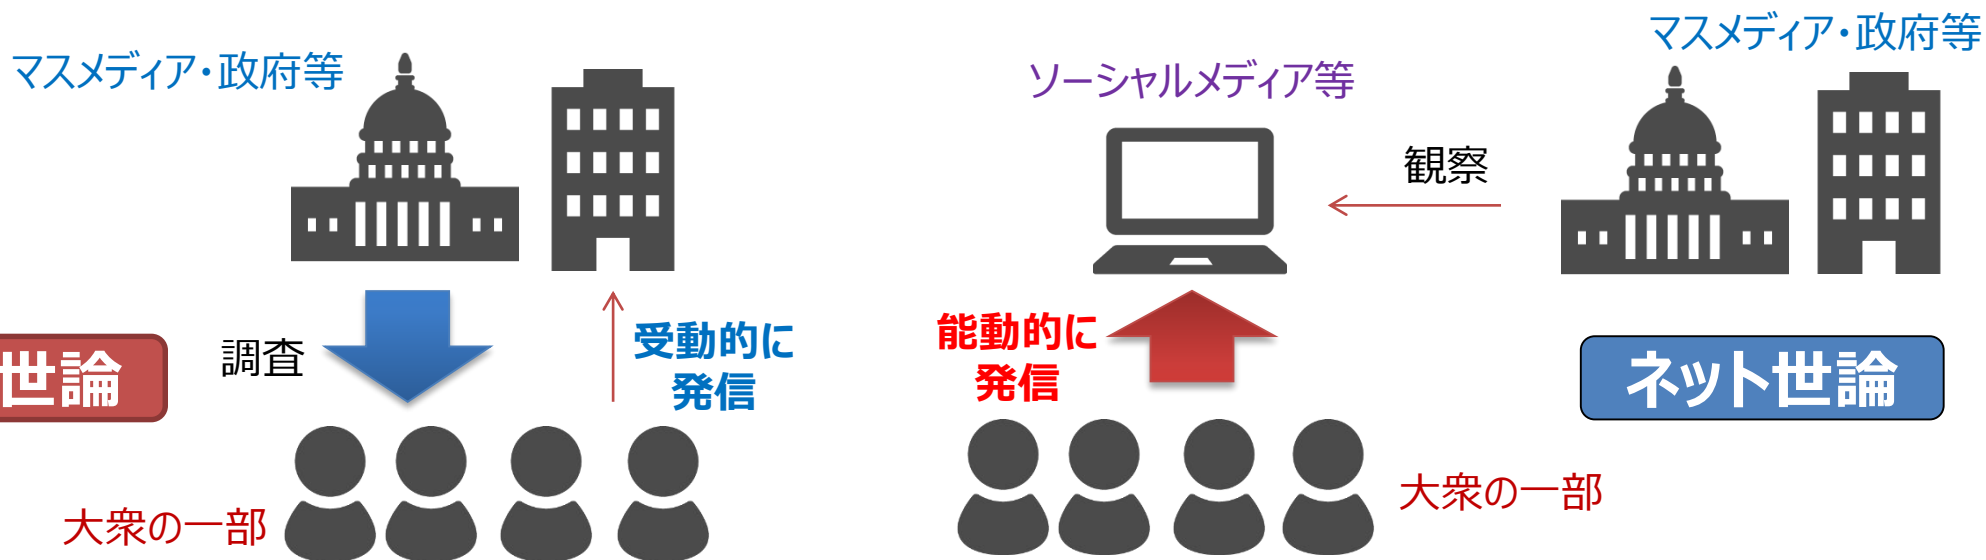 マスメディア・政府等
調査
受動的に
発信
世論
大衆の一部
ソーシャルメディア等
マスメディア・政府等
観察
能動的に
発信
ネット世論
大衆の一部